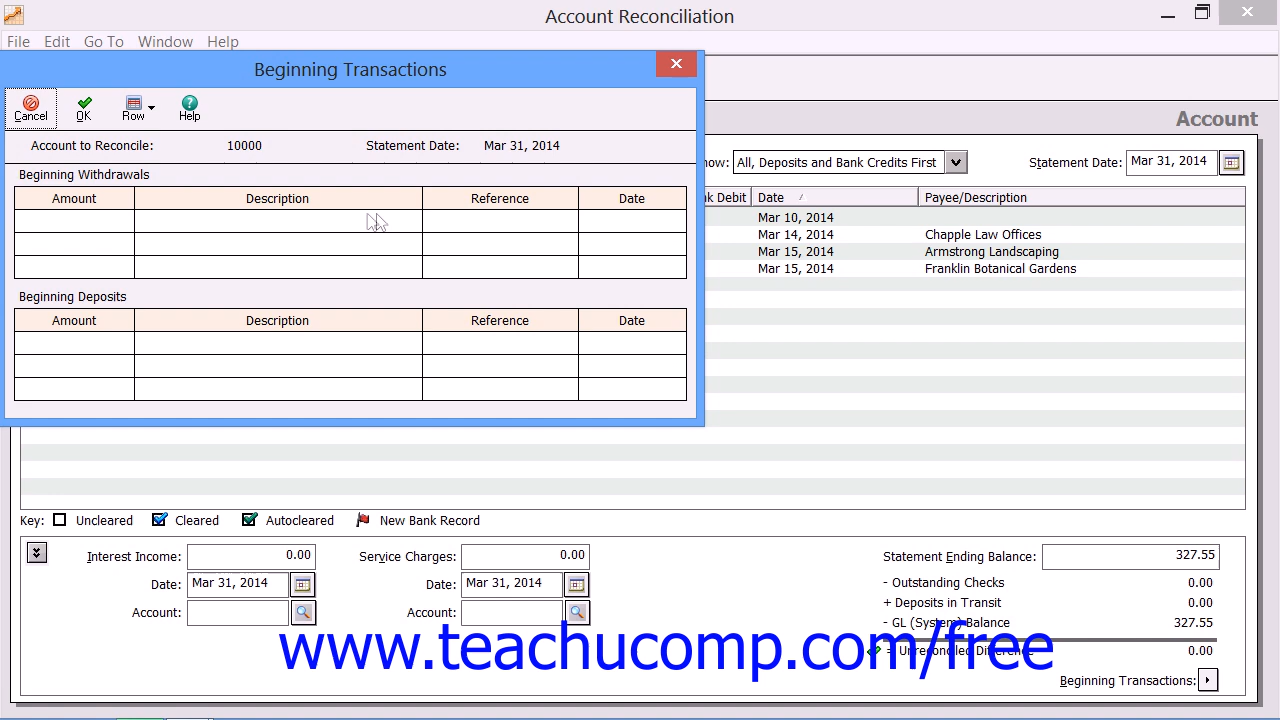 Account Reconciliation
File Edit Go To Window Help
Beginning Transactions
Cancel OK Row Help
Account to Reconcile: 10000 Statement Date: Mar 31, 2014
Beginning Withdrawals
Amount Description Reference Date
Beginning Deposits
Amount Description Reference Date
Account
All, Deposits and Bank Credits First Statement Date: Mar 31, 2014
Debit Date Payee/Description
Mar 10, 2014
Mar 14, 2014 Chapple Law Offices
Mar 15, 2014 Armstrong Landscaping
Mar 15, 2014 Franklin Botanical Gardens
Key: Uncleared Cleared Autocleared New Bank Record
Interest Income: 0.00 Service Charges: 0.00 Statement Ending Balance: 327.55
Date: Mar 31, 2014 Date: Mar 31, 2014 - Outstanding Checks 0.00
+ Deposits in Transit 0.00
Account: Account: - GL (System) Balance 327.55
= Unreconciled Difference 0.00
www.teachucomp.com/free
Beginning Transactions: